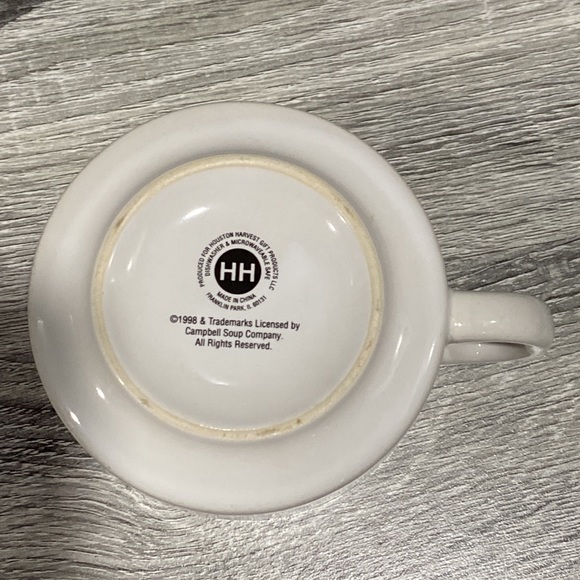 PRODUCED FOR HOUSTON HARVEST GIFT PRODUCTS LLC
DISHWASHER & MICROWAVEABLE SAFE
HH
MADE IN CHINA
FRANKLIN PARK, IL 60131
©1998 & Trademarks Licensed by
Campbell Soup Company.
All Rights Reserved.